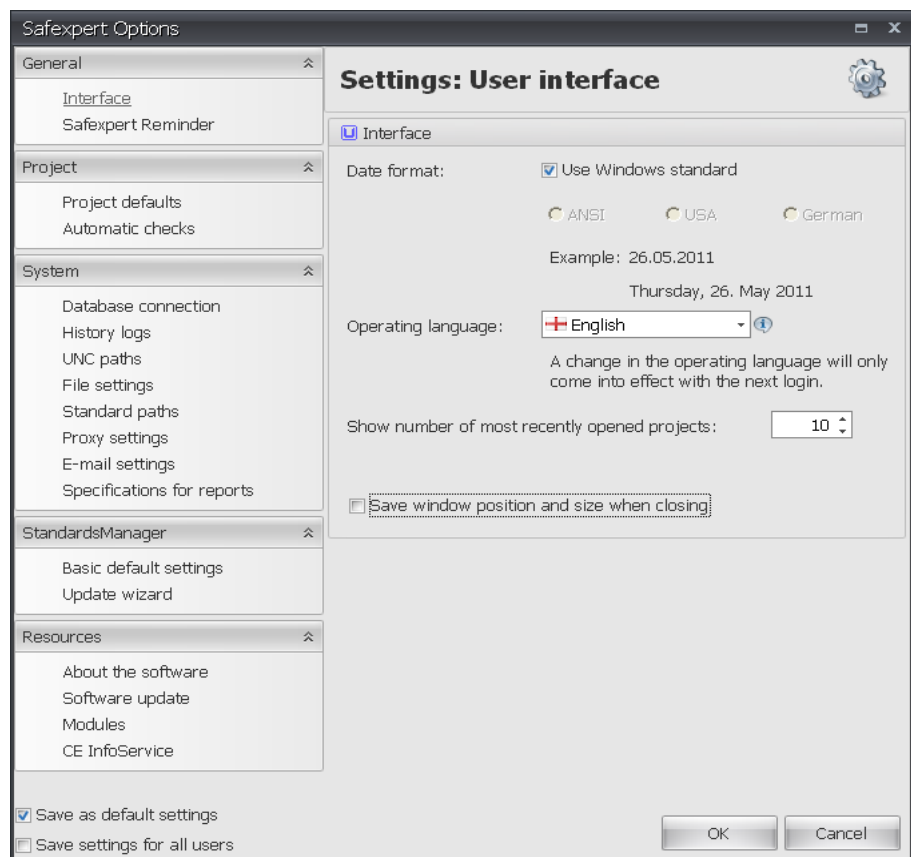 Safexpert Options
General
Interface
Safexpert Reminder
Project
Project defaults
Automatic checks
System
Database connection
History logs
UNC paths
File settings
Standard paths
Proxy settings
E-mail settings
Specifications for reports
StandardsManager
Basic default settings
Update wizard
Resources
About the software
Software update
Modules
CE InfoService
Save as default settings
Save settings for all users
Settings: User interface
U Interface
Date format:
Use Windows standard
ANSI USA German
Example: 26.05.2011
Thursday, 26. May 2011
Operating language:
English
A change in the operating language will only
come into effect with the next login.
Show number of most recently opened projects:
10
Save window position and size when closing
OK Cancel